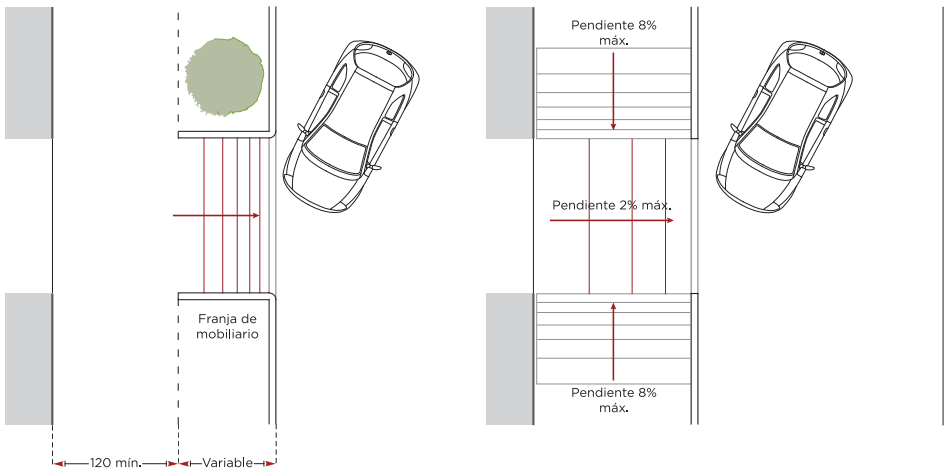 Franja de
mobiliario
120 mín.
Variable
Pendiente 8%
máx.
Pendiente 2% máx.
Pendiente 8%
máx.